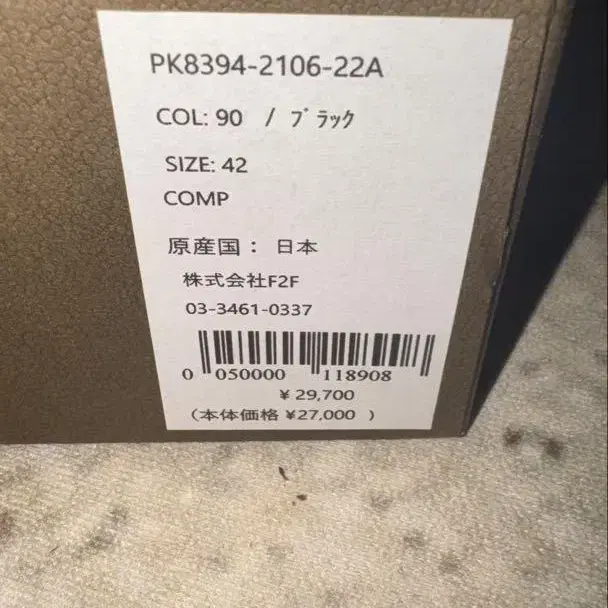 PK8394-2106-22A
COL: 90 / ﾌﾞﾗｯｸ
SIZE: 42
COMP
原産国： 日本
株式会社F2F
03-3461-0337
0 050000 118908
¥ 29,700
(本体価格 ¥27,000 )